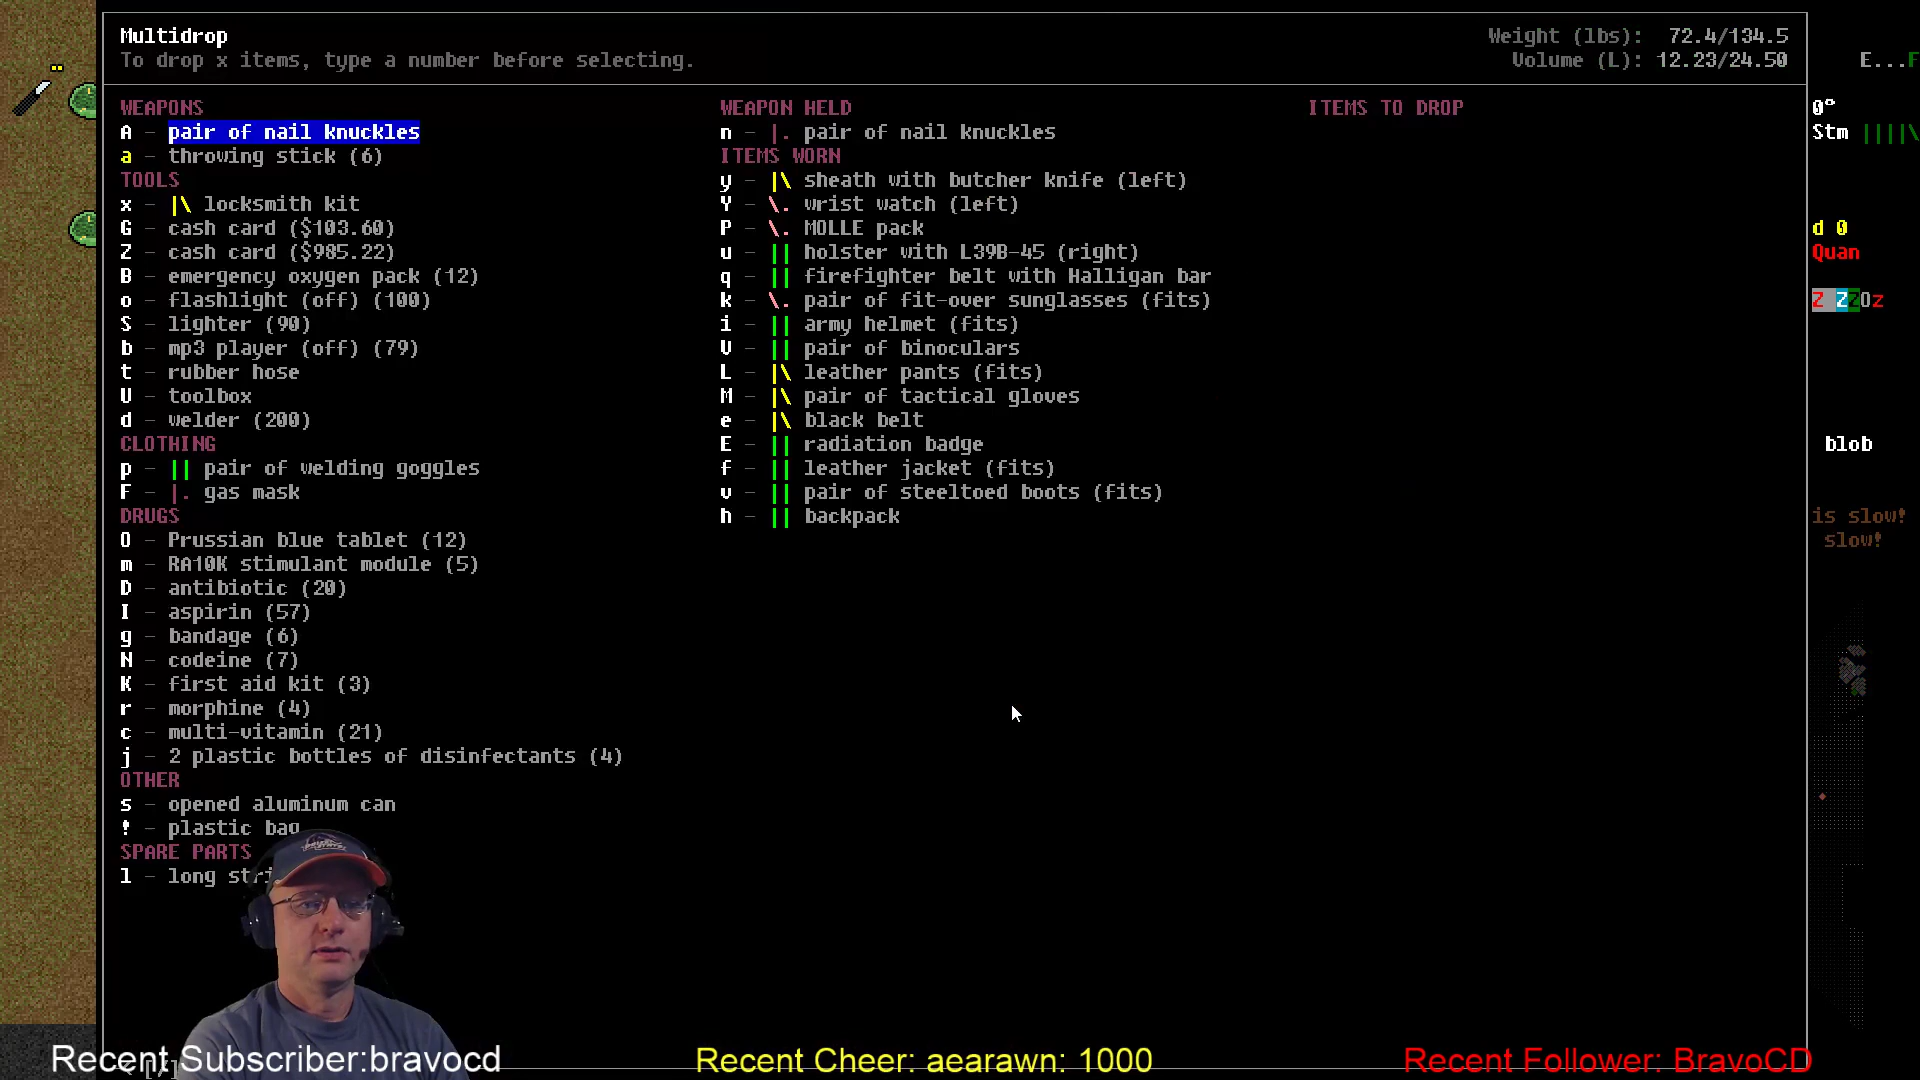 Multidrop
To drop x items, type a number before selecting.
Weight (lbs): 72.4/134.5
Volume (L): 12.23/24.50
WEAPONS
A - pair of nail knuckles
a - throwing stick (6)
TOOLS
x - |\ locksmith kit
G - cash card ($103.60)
Z - cash card ($985.22)
B - emergency oxygen pack (12)
o - flashlight (off) (100)
S - lighter (90)
b - mp3 player (off) (79)
t - rubber hose
U - toolbox
d - welder (200)
CLOTHING
p - || pair of welding goggles
F - |. gas mask
DRUGS
O - Prussian blue tablet (12)
m - RA10K stimulant module (5)
D - antibiotic (20)
I - aspirin (57)
g - bandage (6)
N - codeine (7)
K - first aid kit (3)
r - morphine (4)
c - multi-vitamin (21)
j - 2 plastic bottles of disinfectants (4)
OTHER
s - opened aluminum can
! - plastic bag
SPARE PARTS
l - long stri
WEAPON HELD
n - |. pair of nail knuckles
ITEMS WORN
y - |\ sheath with butcher knife (left)
Y - \. wrist watch (left)
P - \. MOLLE pack
u - || holster with L39B-45 (right)
q - || firefighter belt with Halligan bar
k - \. pair of fit-over sunglasses (fits)
i - || army helmet (fits)
V - || pair of binoculars
L - |\ leather pants (fits)
M - |\ pair of tactical gloves
e - |\ black belt
E - || radiation badge
f - || leather jacket (fits)
v - || pair of steeltoed boots (fits)
h - || backpack
ITEMS TO DROP
E...F
0°
Stm ||||\
d 0
Quan
Z ZZOz
blob
is slow!
slow!
Recent Subscriber:bravocd
Recent Cheer: aearawn: 1000
Recent Follower: BravoCD